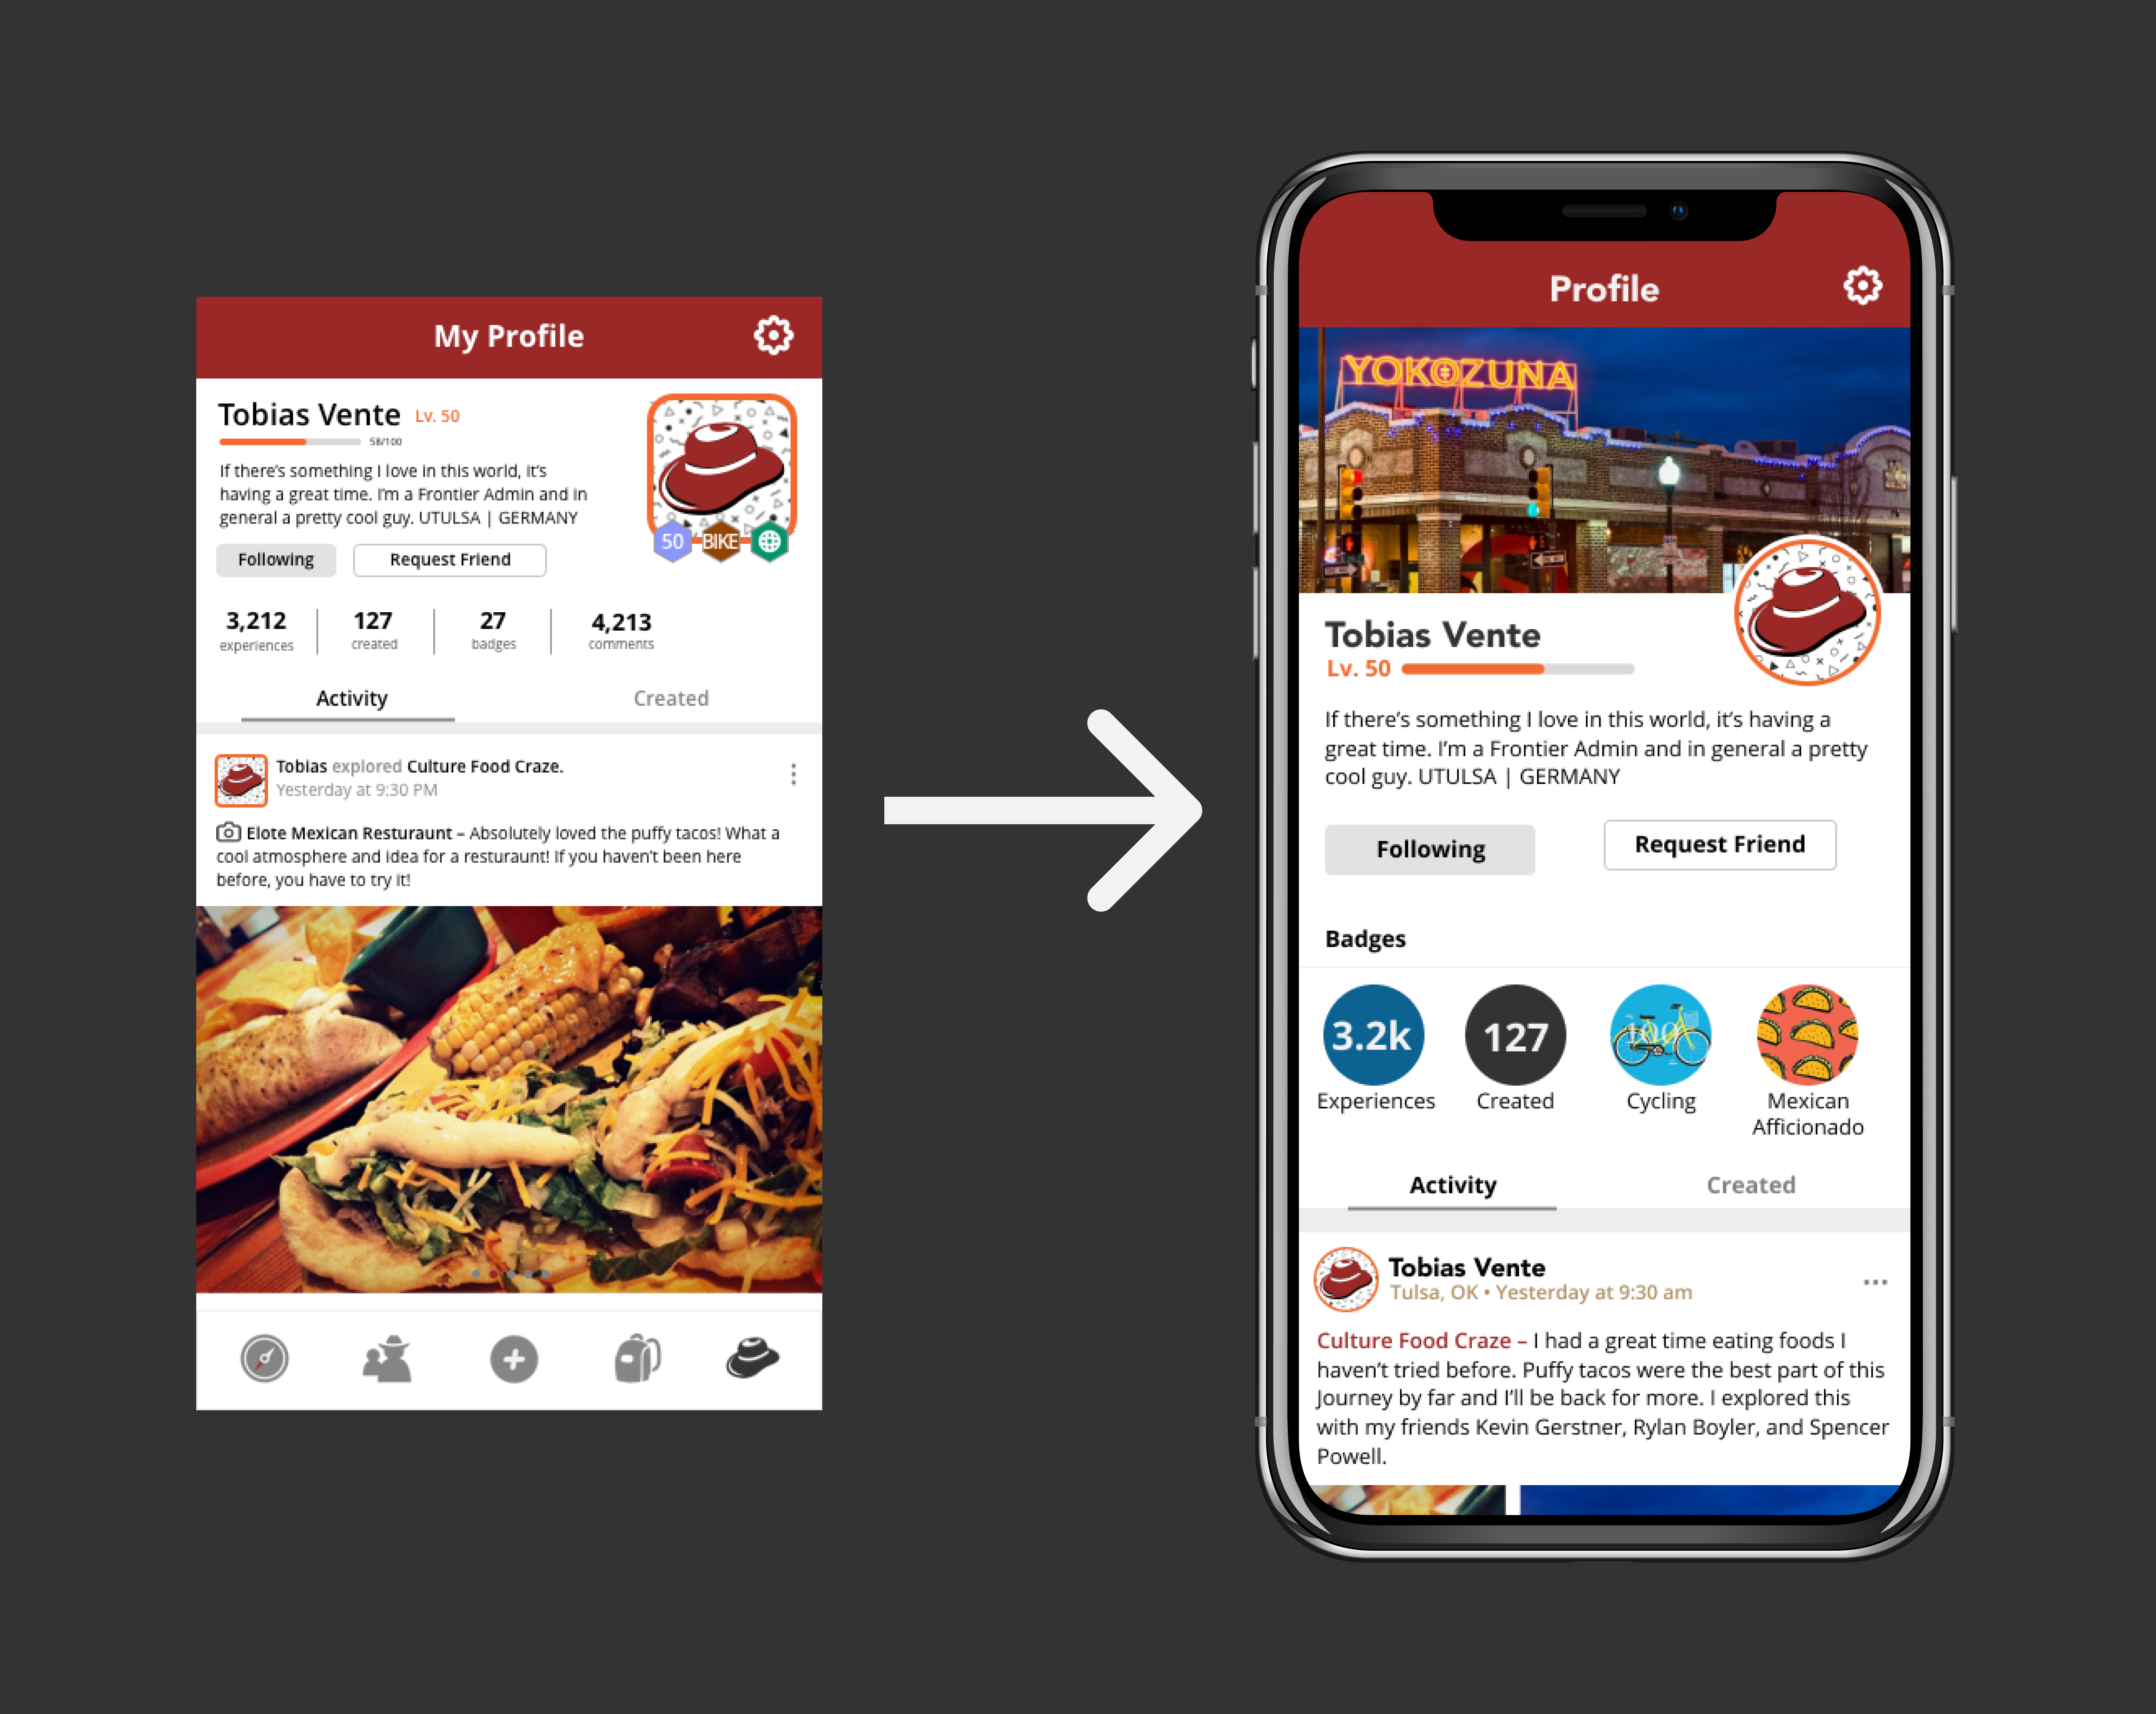 My Profile
Tobias Vente Lv. 50
58/100
If there's something I love in this world, it's
having a great time. I'm a Frontier Admin and in
general a pretty cool guy. UTULSA | GERMANY
50 BIKE
Following Request Friend
3,212 127 27 4,213
experiences created badges comments
Activity Created
Tobias explored Culture Food Craze.
Yesterday at 9:30 PM
Elote Mexican Resturaunt – Absolutely loved the puffy tacos! What a
cool atmosphere and idea for a resturaunt! If you haven't been here
before, you have to try it!
Profile
YOKOZUNA
Tobias Vente
Lv. 50
If there's something I love in this world, it's having a
great time. I'm a Frontier Admin and in general a pretty
cool guy. UTULSA | GERMANY
Following Request Friend
Badges
3.2k 127 100
Experiences Created Cycling Mexican
Afficionado
Activity Created
Tobias Vente
Tulsa, OK • Yesterday at 9:30 am
Culture Food Craze – I had a great time eating foods I
haven't tried before. Puffy tacos were the best part of this
Journey by far and I'll be back for more. I explored this
with my friends Kevin Gerstner, Rylan Boyler, and Spencer
Powell.